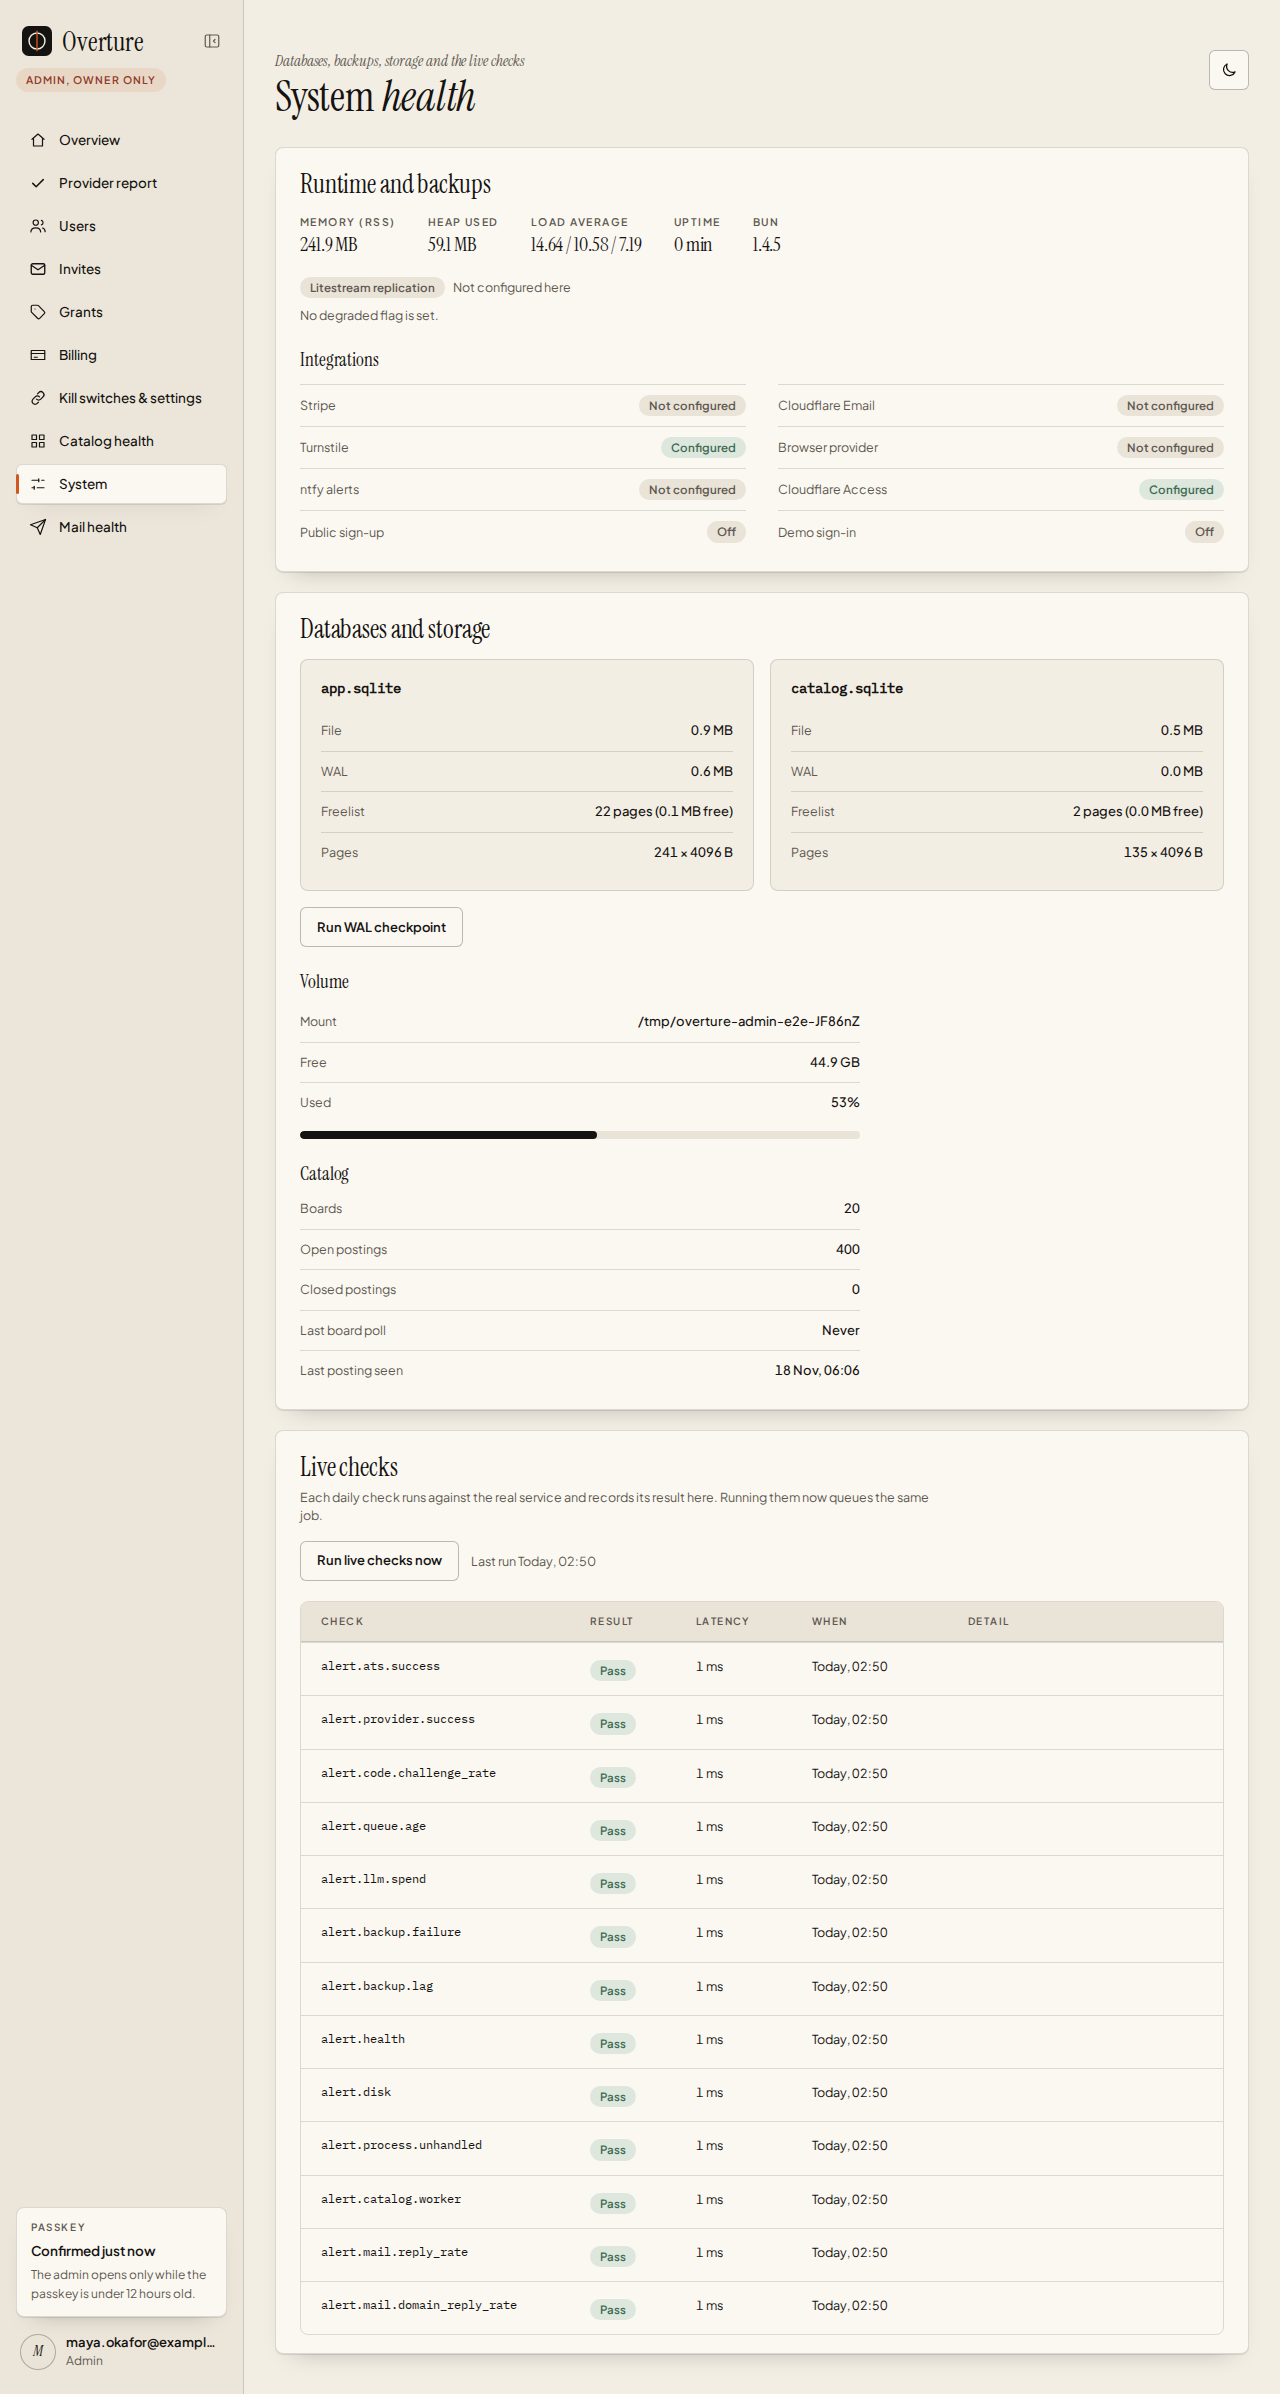 Overture
ADMIN, OWNER ONLY
Overview
Provider report
Users
Invites
Grants
Billing
Kill switches & settings
Catalog health
System
Mail health
PASSKEY
Confirmed just now
The admin opens only while the
passkey is under 12 hours old.
M
maya.okafor@exampl…
Admin
Databases, backups, storage and the live checks
System health
Runtime and backups
MEMORY (RSS) HEAP USED LOAD AVERAGE UPTIME BUN
241.9 MB 59.1 MB 14.64 / 10.58 / 7.19 0 min 1.4.5
Litestream replication Not configured here
No degraded flag is set.
Integrations
Stripe Not configured Cloudflare Email Not configured
Turnstile Configured Browser provider Not configured
ntfy alerts Not configured Cloudflare Access Configured
Public sign-up Off Demo sign-in Off
Databases and storage
app.sqlite
File 0.9 MB
WAL 0.6 MB
Freelist 22 pages (0.1 MB free)
Pages 241 × 4096 B
catalog.sqlite
File 0.5 MB
WAL 0.0 MB
Freelist 2 pages (0.0 MB free)
Pages 135 × 4096 B
Run WAL checkpoint
Volume
Mount /tmp/overture-admin-e2e-JF86nZ
Free 44.9 GB
Used 53%
Catalog
Boards 20
Open postings 400
Closed postings 0
Last board poll Never
Last posting seen 18 Nov, 06:06
Live checks
Each daily check runs against the real service and records its result here. Running them now queues the same
job.
Run live checks now Last run Today, 02:50
CHECK RESULT LATENCY WHEN DETAIL
alert.ats.success Pass 1 ms Today, 02:50
alert.provider.success Pass 1 ms Today, 02:50
alert.code.challenge_rate Pass 1 ms Today, 02:50
alert.queue.age Pass 1 ms Today, 02:50
alert.llm.spend Pass 1 ms Today, 02:50
alert.backup.failure Pass 1 ms Today, 02:50
alert.backup.lag Pass 1 ms Today, 02:50
alert.health Pass 1 ms Today, 02:50
alert.disk Pass 1 ms Today, 02:50
alert.process.unhandled Pass 1 ms Today, 02:50
alert.catalog.worker Pass 1 ms Today, 02:50
alert.mail.reply_rate Pass 1 ms Today, 02:50
alert.mail.domain_reply_rate Pass 1 ms Today, 02:50